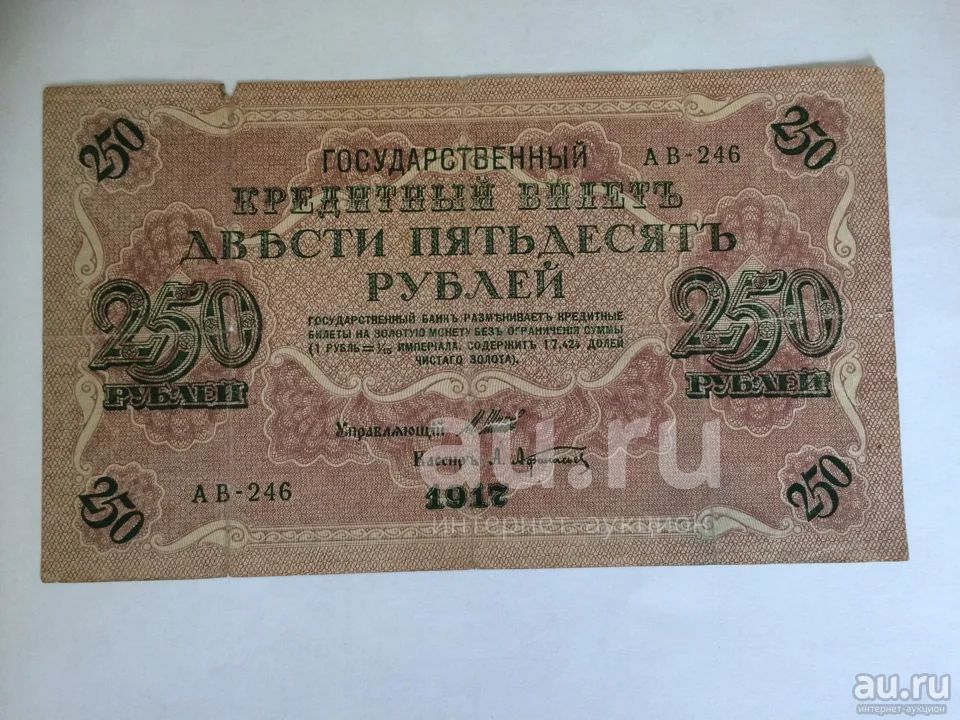 250
250
ГОСУДАРСТВЕННЫЙ
АВ-246
КРЕДИТНЫЙ БИЛЕТЪ
ДВѢСТИ ПЯТЬДЕСЯТЪ
РУБЛЕЙ
250
РУБЛЕЙ
250
РУБЛЕЙ
ГОСУДАРСТВЕННЫЙ БАНКЪ РАЗМѢНИВАЕТЪ КРЕДИТНЫЕ
БИЛЕТЫ НА ЗОЛОТУЮ МОНЕТУ БЕЗЪ ОГРАНИЧЕНІЯ СУММЫ
(1 РУБЛЬ = 1/15 ИМПЕРІАЛА, СОДЕРЖИТЪ 17,424 ДОЛЕЙ
ЧИСТАГО ЗОЛОТА).
Управляющій
Кассиръ А. Афанасьев
АВ-246
1917
250
250
au.ru
интернет-аукцион
au.ru
интернет-аукцион